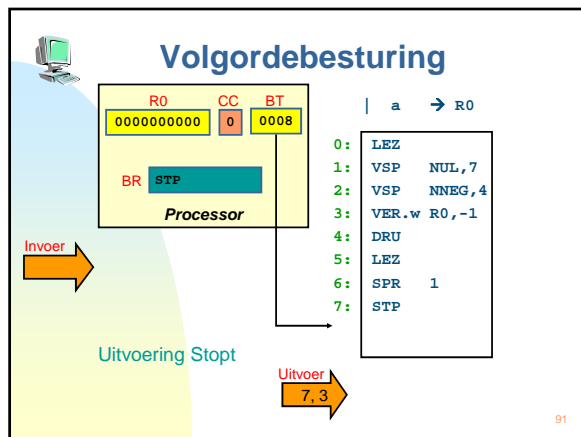 Volgordebesturing
R0 CC BT
0000000000 0 0008
BR STP
Processor
Invoer
Uitvoering Stopt
| a → R0
0: LEZ
1: VSP NUL,7
2: VSP NNEG,4
3: VER.w R0,-1
4: DRU
5: LEZ
6: SPR 1
7: STP
Uitvoer
7, 3
91